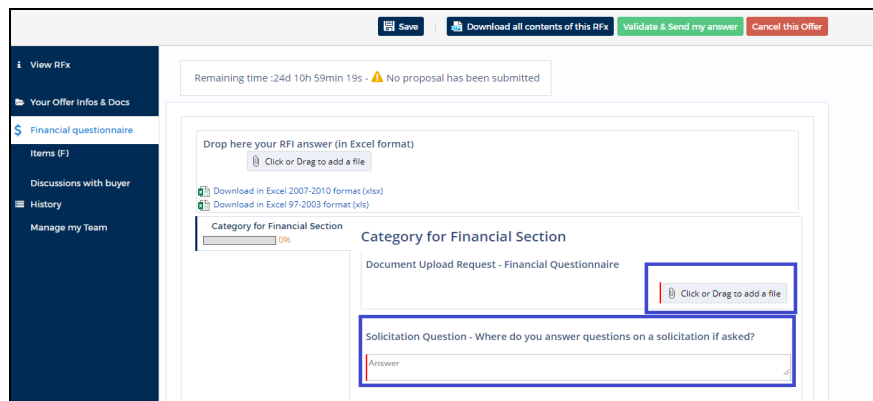 Save | Download all contents of this RFx Validate & Send my answer Cancel this Offer
View RFx
Remaining time :24d 10h 59min 19s - No proposal has been submitted
Your Offer Infos & Docs
Financial questionnaire
Items (F)
Discussions with buyer
History
Manage my Team
Drop here your RFI answer (in Excel format)
Click or Drag to add a file
Download in Excel 2007-2010 format (xlsx)
Download in Excel 97-2003 format (xls)
Category for Financial Section
0%
Category for Financial Section
Document Upload Request - Financial Questionnaire
Click or Drag to add a file
Solicitation Question - Where do you answer questions on a solicitation if asked?
Answer